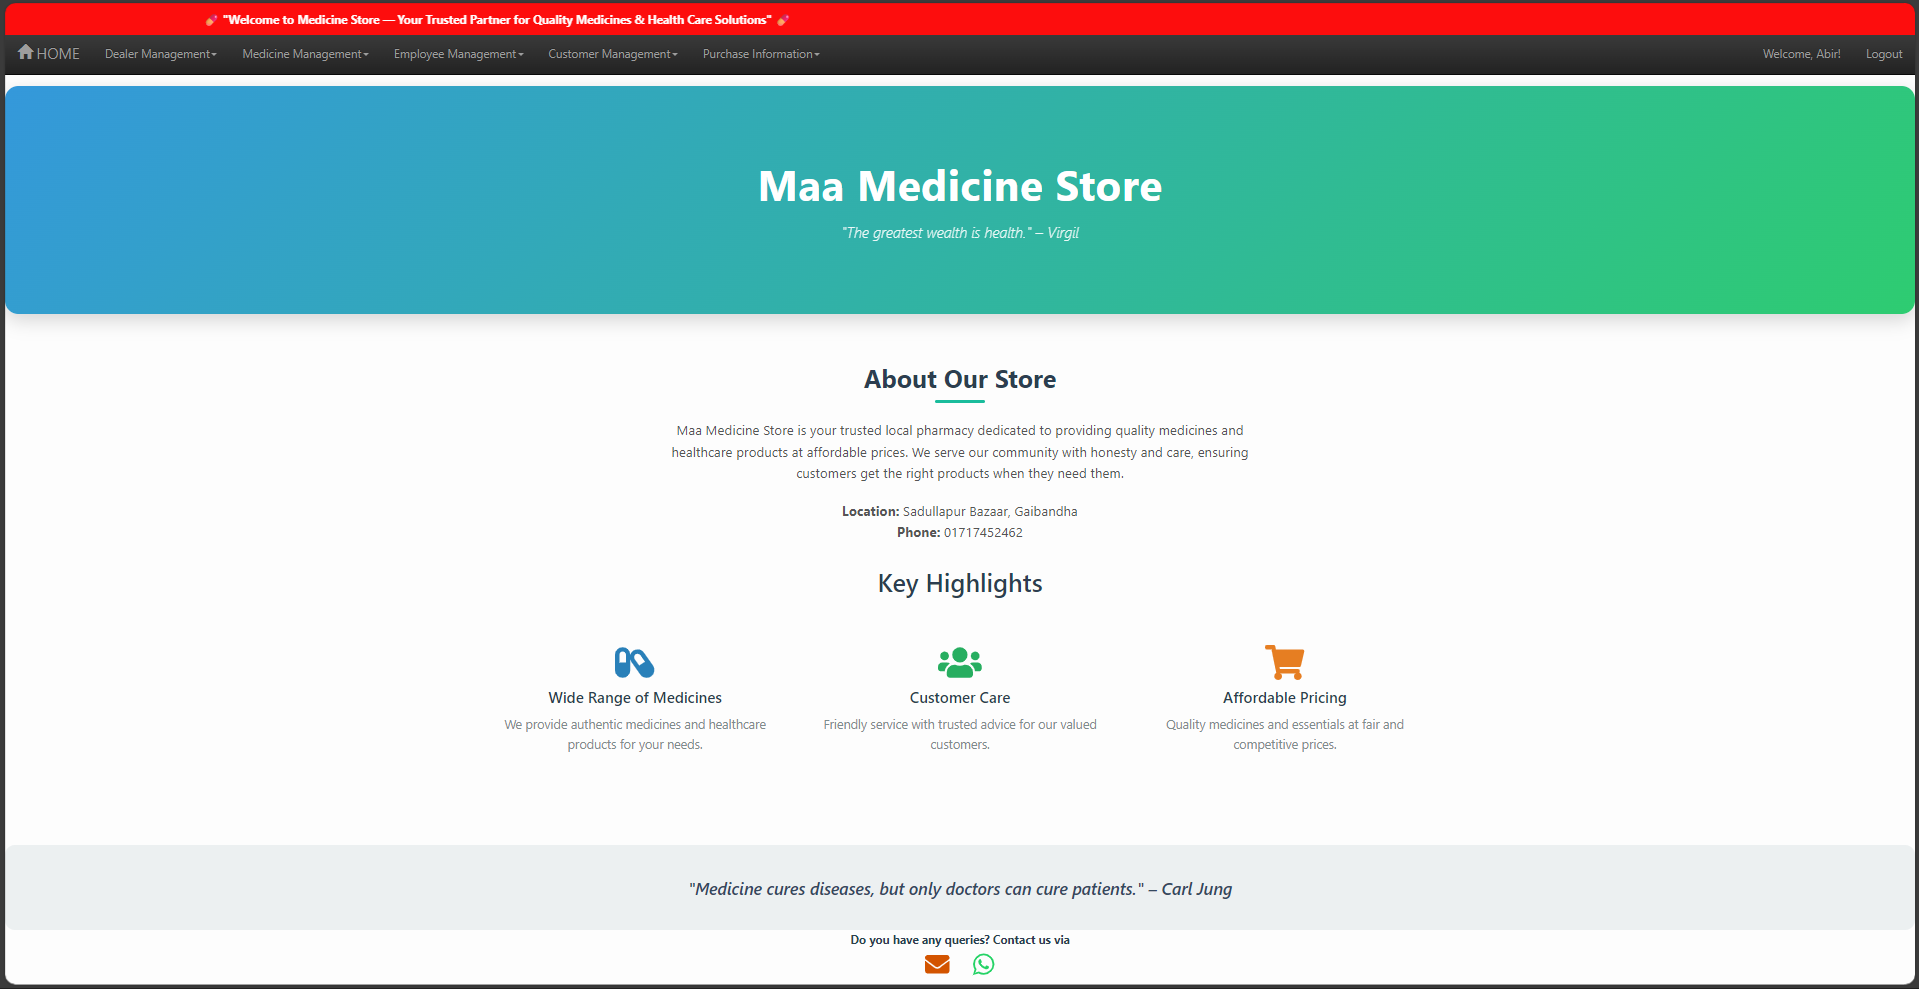 "Welcome to Medicine Store — Your Trusted Partner for Quality Medicines & Health Care Solutions"
HOME Dealer Management Medicine Management Employee Management Customer Management Purchase Information Welcome, Abir! Logout
Maa Medicine Store
"The greatest wealth is health." – Virgil
About Our Store
Maa Medicine Store is your trusted local pharmacy dedicated to providing quality medicines and
healthcare products at affordable prices. We serve our community with honesty and care, ensuring
customers get the right products when they need them.
Location: Sadullapur Bazaar, Gaibandha
Phone: 01717452462
Key Highlights
Wide Range of Medicines
We provide authentic medicines and healthcare
products for your needs.
Customer Care
Friendly service with trusted advice for our valued
customers.
Affordable Pricing
Quality medicines and essentials at fair and
competitive prices.
"Medicine cures diseases, but only doctors can cure patients." – Carl Jung
Do you have any queries? Contact us via